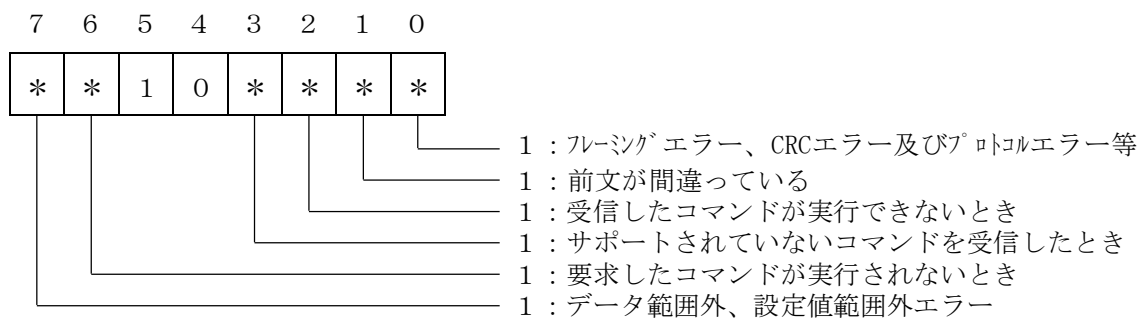 7 6 5 4 3 2 1 0
* * 1 0 * * * *
1：ﾌﾚｰﾐﾝｸﾞエラー、CRCエラー及びﾌﾟﾛﾄｺﾙエラー等
1：前文が間違っている
1：受信したコマンドが実行できないとき
1：サポートされていないコマンドを受信したとき
1：要求したコマンドが実行されないとき
1：データ範囲外、設定値範囲外エラー